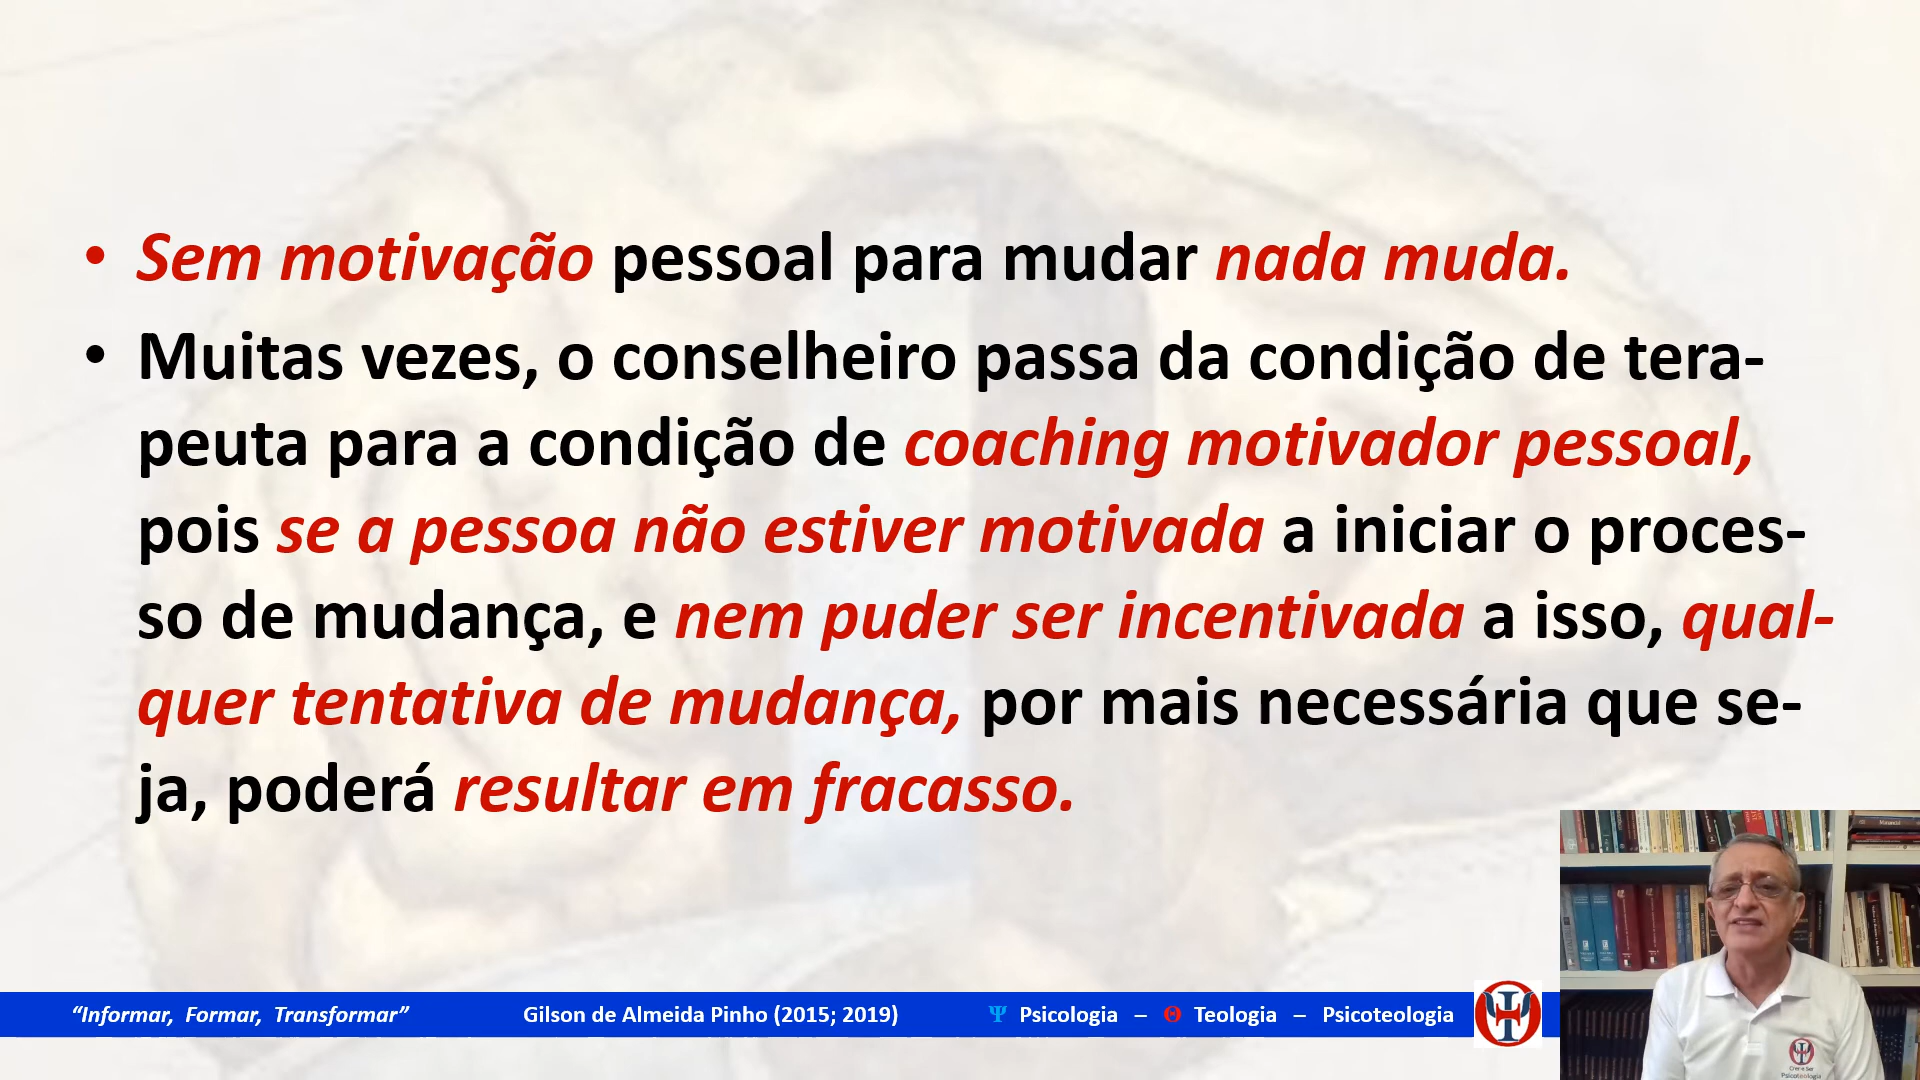 • Sem motivação pessoal para mudar nada muda.
• Muitas vezes, o conselheiro passa da condição de tera-
peuta para a condição de coaching motivador pessoal,
pois se a pessoa não estiver motivada a iniciar o proces-
so de mudança, e nem puder ser incentivada a isso, qual-
quer tentativa de mudança, por mais necessária que se-
ja, poderá resultar em fracasso.
“Informar, Formar, Transformar” Gilson de Almeida Pinho (2015; 2019) Ψ Psicologia – Θ Teologia – Psicoteologia
Crer e Ser
Psicoteologia